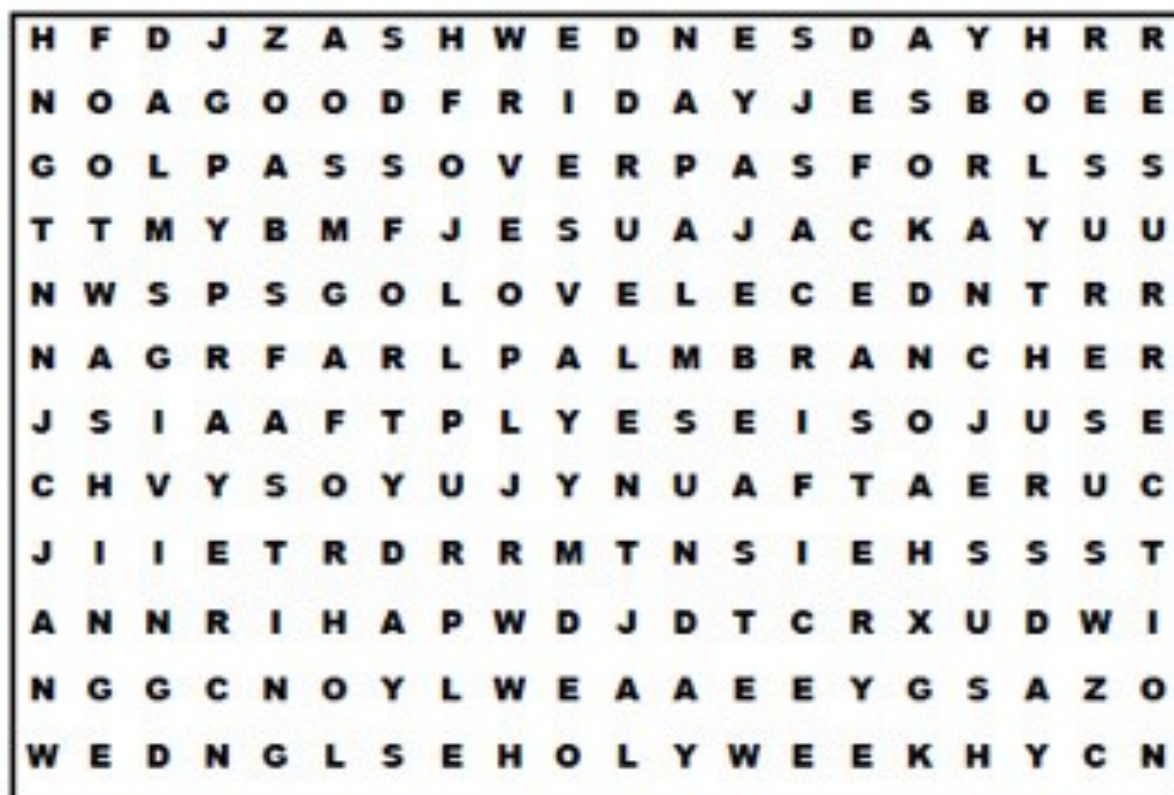 H F D J Z A S H W E D N E S D A Y H R R
N O A G O O D F R I D A Y J E S B O E E
G O L P A S S O V E R P A S F O R L S S
T T M Y B M F J E S U A J A C K A Y U U
N W S P S G O L O V E L E C E D N T R R
N A G R F A R L P A L M B R A N C H E R
J S I A A F T P L Y E S E I S O J U S E
C H V Y S O Y U J Y N U A F T A E R U C
J I I E T R D R R M T N S I E H S S S T
A N N R I H A P W D J D T C R X U D W I
N G G C N O Y L W E A A E E Y G S A Z O
W E D N G L S E H O L Y W E E K H Y C N